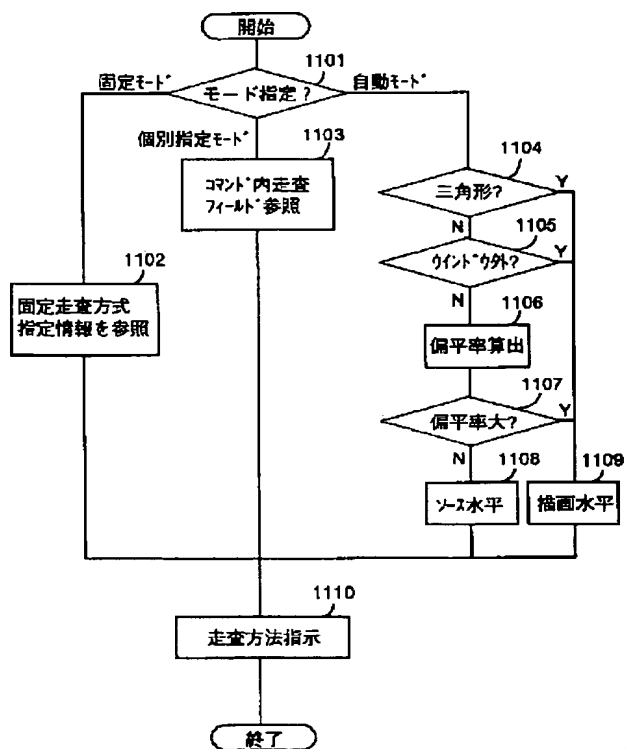 開始
1101
モード指定？
固定ﾓｰﾄﾞ
自動ﾓｰﾄﾞ
個別指定ﾓｰﾄﾞ
1103
ｺﾏﾝﾄﾞ内走査
ﾌｨｰﾙﾄﾞ参照
1104
三角形？
Y
N
1105
ｳｲﾝﾄﾞｳ外？
Y
N
1102
固定走査方式
指定情報を参照
1106
偏平率算出
1107
偏平率大？
Y
N
1108
ｿｰｽ水平
1109
描画水平
1110
走査方法指示
終了